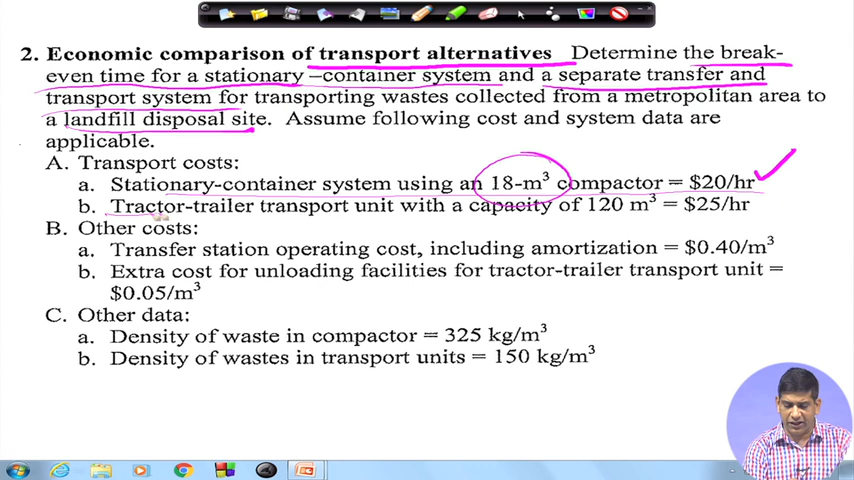 2. Economic comparison of transport alternatives Determine the break-
even time for a stationary –container system and a separate transfer and
transport system for transporting wastes collected from a metropolitan area to
a landfill disposal site. Assume following cost and system data are
applicable.
A. Transport costs:
a. Stationary-container system using an 18-m³ compactor = $20/hr
b. Tractor-trailer transport unit with a capacity of 120 m³ = $25/hr
B. Other costs:
a. Transfer station operating cost, including amortization = $0.40/m³
b. Extra cost for unloading facilities for tractor-trailer transport unit =
$0.05/m³
C. Other data:
a. Density of waste in compactor = 325 kg/m³
b. Density of wastes in transport units = 150 kg/m³